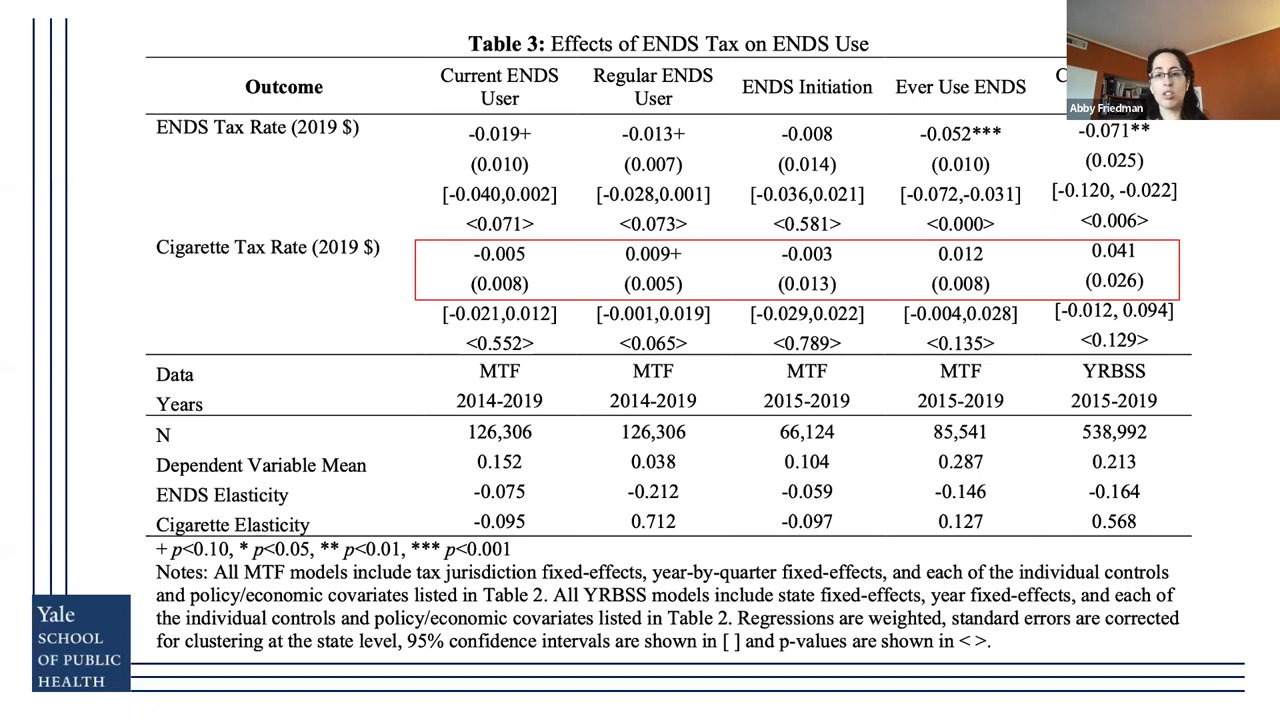 Table 3: Effects of ENDS Tax on ENDS Use
Outcome Current ENDS User Regular ENDS User ENDS Initiation Ever Use ENDS C
Abby Friedman
ENDS Tax Rate (2019 $) -0.019+ -0.013+ -0.008 -0.052*** -0.071**
(0.010) (0.007) (0.014) (0.010) (0.025)
[-0.040,0.002] [-0.028,0.001] [-0.036,0.021] [-0.072,-0.031] [-0.120, -0.022]
<0.071> <0.073> <0.581> <0.000> <0.006>
Cigarette Tax Rate (2019 $) -0.005 0.009+ -0.003 0.012 0.041
(0.008) (0.005) (0.013) (0.008) (0.026)
[-0.021,0.012] [-0.001,0.019] [-0.029,0.022] [-0.004,0.028] [-0.012, 0.094]
<0.552> <0.065> <0.789> <0.135> <0.129>
Data MTF MTF MTF MTF YRBSS
Years 2014-2019 2014-2019 2015-2019 2015-2019 2015-2019
N 126,306 126,306 66,124 85,541 538,992
Dependent Variable Mean 0.152 0.038 0.104 0.287 0.213
ENDS Elasticity -0.075 -0.212 -0.059 -0.146 -0.164
Cigarette Elasticity -0.095 0.712 -0.097 0.127 0.568
+ p<0.10, * p<0.05, ** p<0.01, *** p<0.001
Notes: All MTF models include tax jurisdiction fixed-effects, year-by-quarter fixed-effects, and each of the individual controls
and policy/economic covariates listed in Table 2. All YRBSS models include state fixed-effects, year fixed-effects, and each of
the individual controls and policy/economic covariates listed in Table 2. Regressions are weighted, standard errors are corrected
for clustering at the state level, 95% confidence intervals are shown in [ ] and p-values are shown in < >.
Yale
SCHOOL
OF PUBLIC
HEALTH